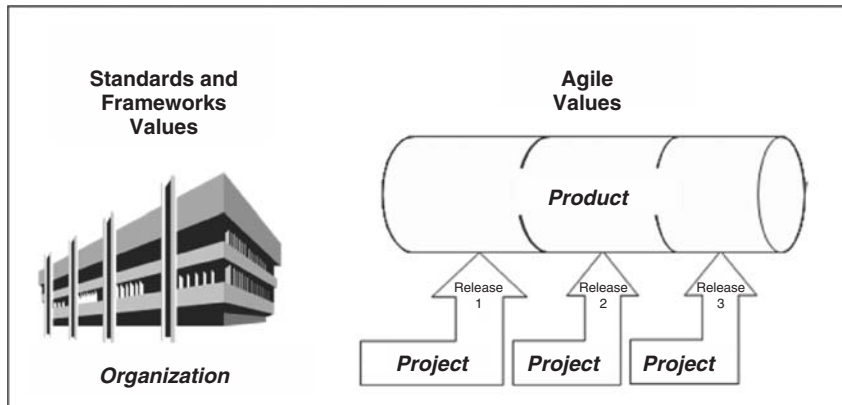 Standards and
Frameworks
Values
Organization
Agile
Values
Product
Release
1
Release
2
Release
3
Project
Project
Project